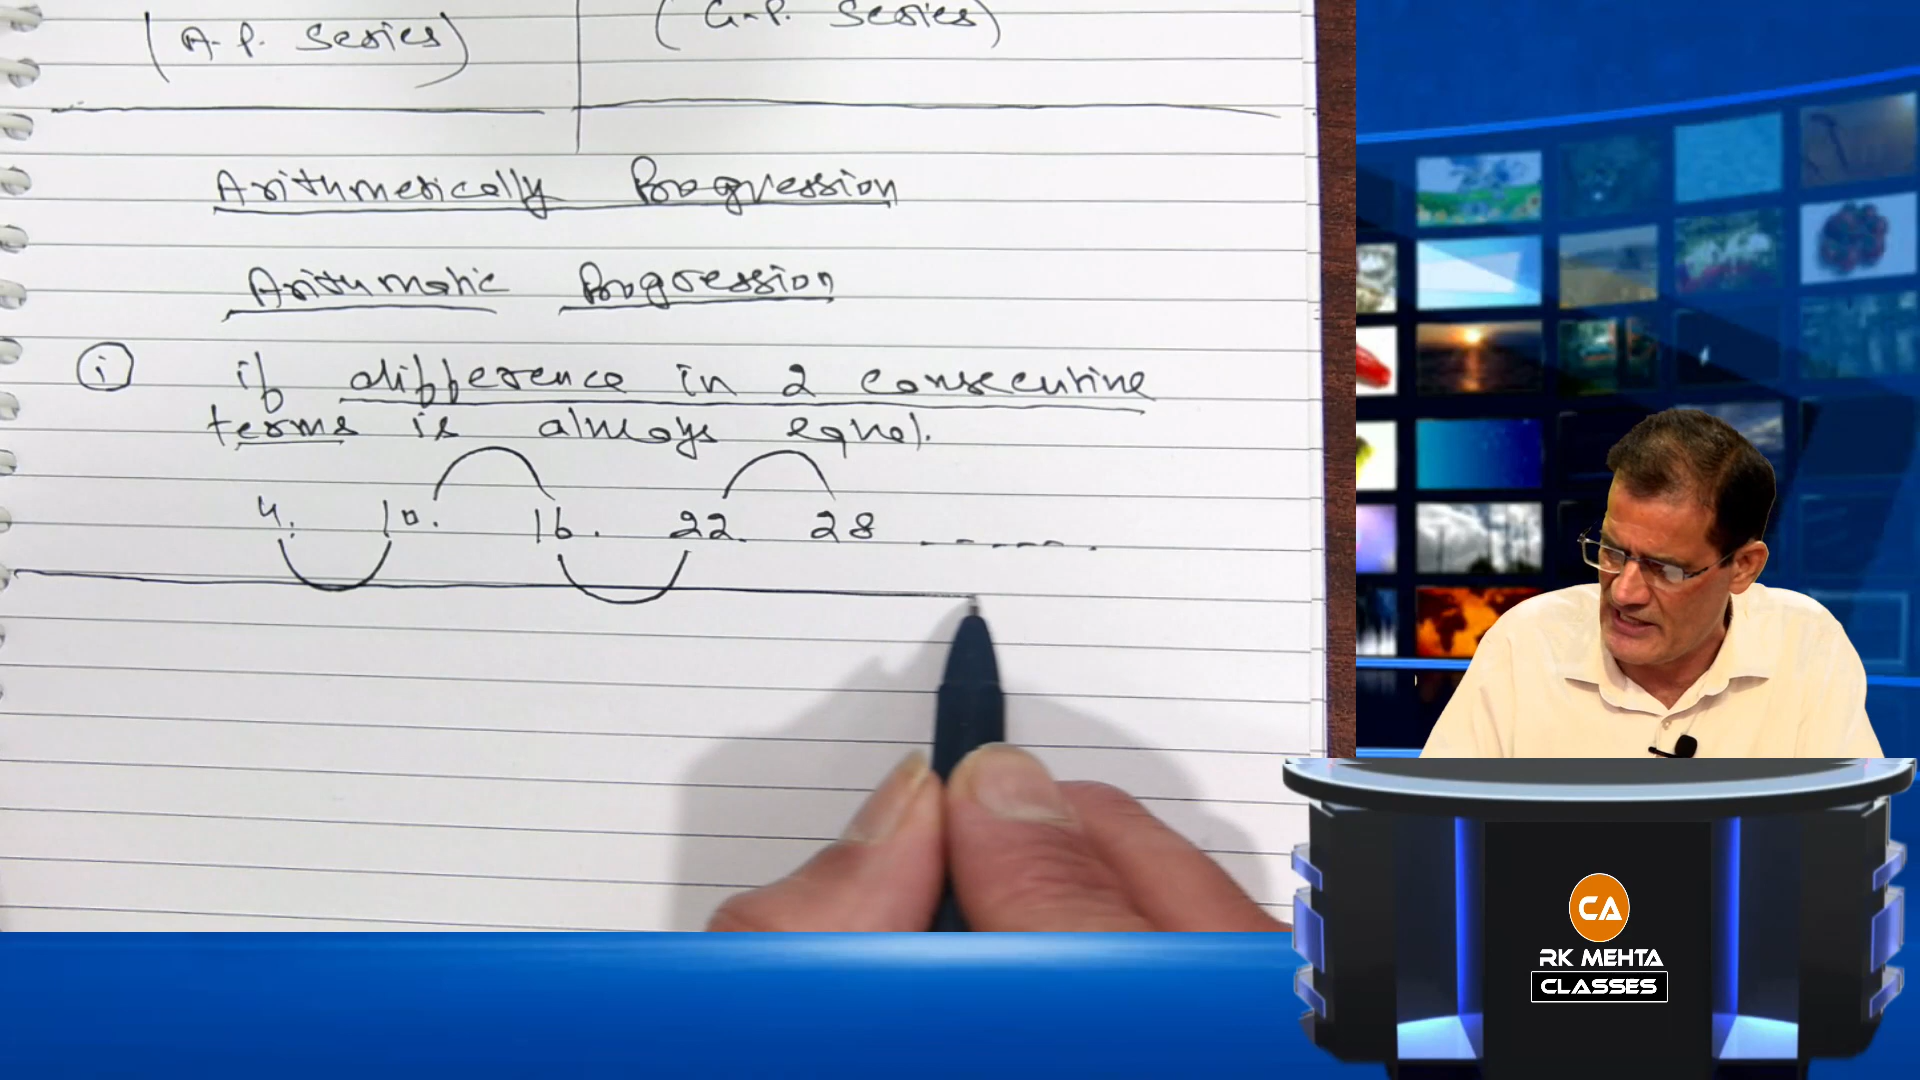 (A.P. Series)
(G.P. Series)
Arithmetically Progression
Arithmatic Progression
(i) if difference in 2 consecutive
terms is always equal.
4. 10. 16. 22. 28 ........
CA
RK MEHTA
CLASSES